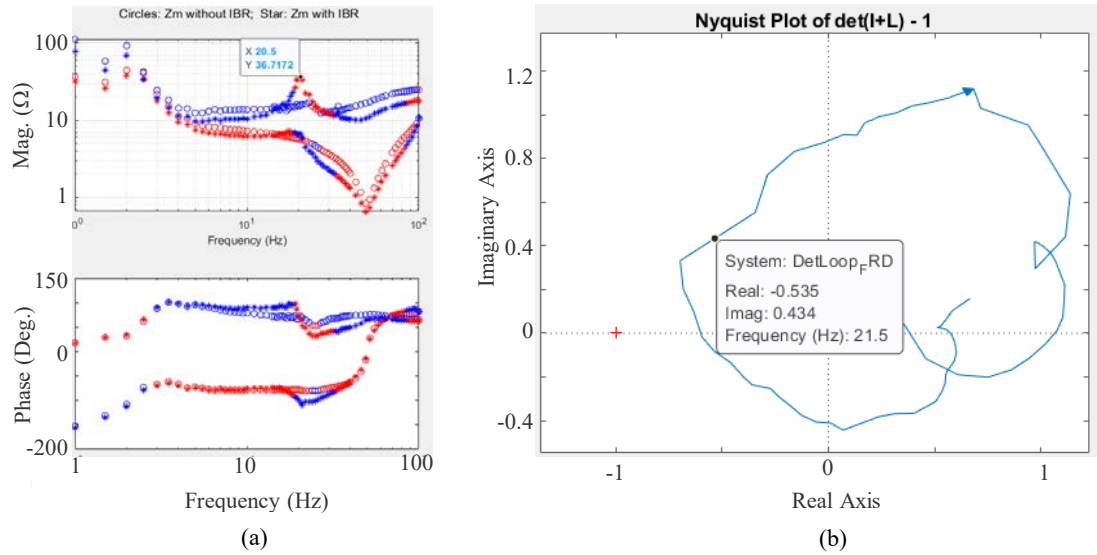 Circles: Zm without IBR; Star: Zm with IBR
100
10
1
Mag. (Ω)
X 20.5
Y 36.7172
10⁰
10¹
10²
Frequency (Hz)
150
0
-200
Phase (Deg.)
1
10
100
Frequency (Hz)
(a)
Nyquist Plot of det(I+L) - 1
1.2
0.8
0.4
0
-0.4
Imaginary Axis
System: DetLoop_FRD
Real: -0.535
Imag: 0.434
Frequency (Hz): 21.5
-1
0
1
Real Axis
(b)